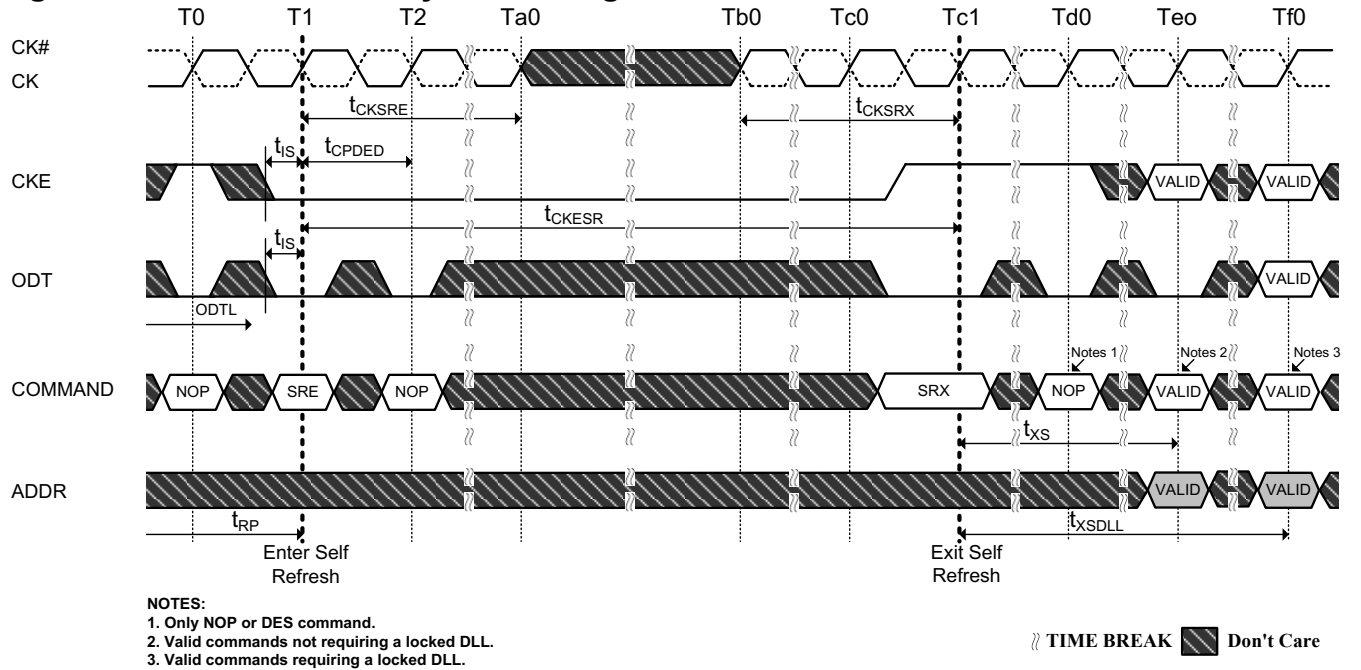 T0 T1 T2 Ta0 Tb0 Tc0 Tc1 Td0 Teo Tf0
CK#
CK
tCKSRE tCKSRX
tIS tCPDED
CKE VALID VALID
tCKESR
tIS
ODT VALID
ODTL
Notes 1 Notes 2 Notes 3
COMMAND NOP SRE NOP SRX NOP VALID VALID
tXS
ADDR VALID VALID
tRP tXSDLL
Enter Self
Refresh
Exit Self
Refresh
NOTES:
1. Only NOP or DES command.
2. Valid commands not requiring a locked DLL.
3. Valid commands requiring a locked DLL.
TIME BREAK Don't Care